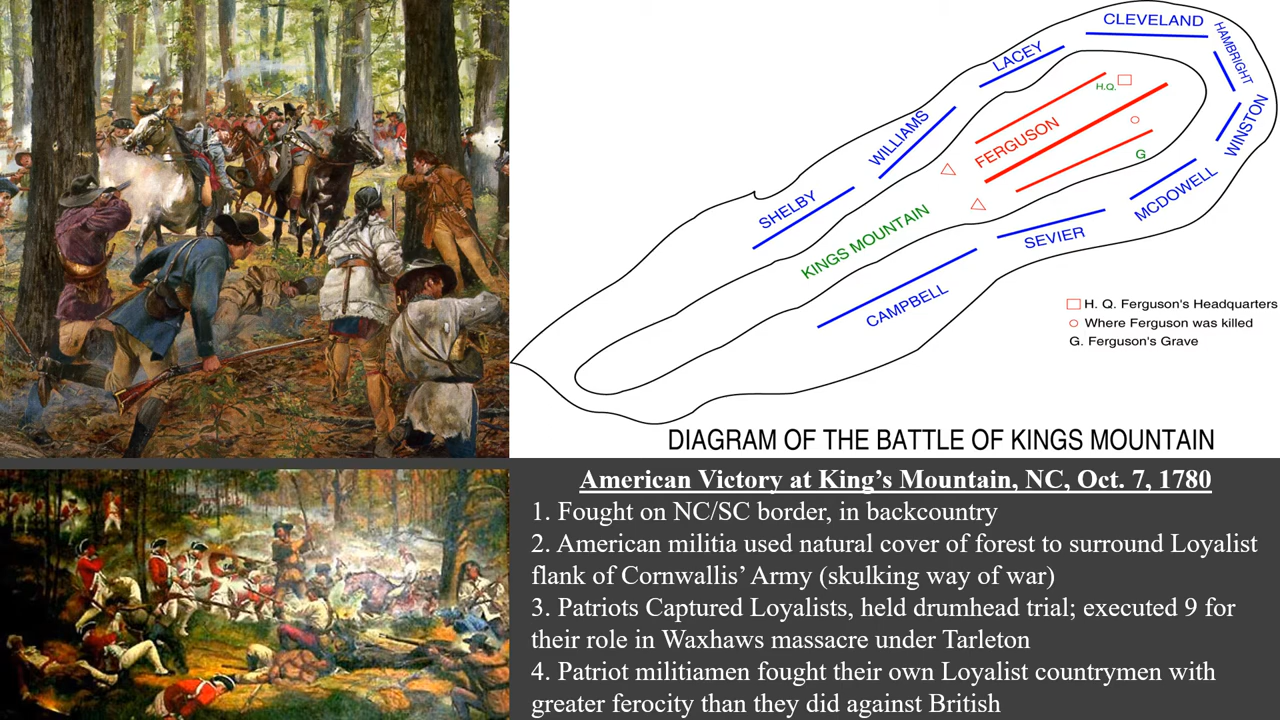 CLEVELAND
HAMBRIGHT
LACEY
H.Q.
WILLIAMS
WINSTON
FERGUSON
G
MCDOWELL
SHELBY
KINGS MOUNTAIN
SEVIER
CAMPBELL
H. Q. Ferguson's Headquarters
Where Ferguson was killed
G. Ferguson's Grave
DIAGRAM OF THE BATTLE OF KINGS MOUNTAIN
American Victory at King's Mountain, NC, Oct. 7, 1780
1. Fought on NC/SC border, in backcountry
2. American militia used natural cover of forest to surround Loyalist
flank of Cornwallis' Army (skulking way of war)
3. Patriots Captured Loyalists, held drumhead trial; executed 9 for
their role in Waxhaws massacre under Tarleton
4. Patriot militiamen fought their own Loyalist countrymen with
greater ferocity than they did against British